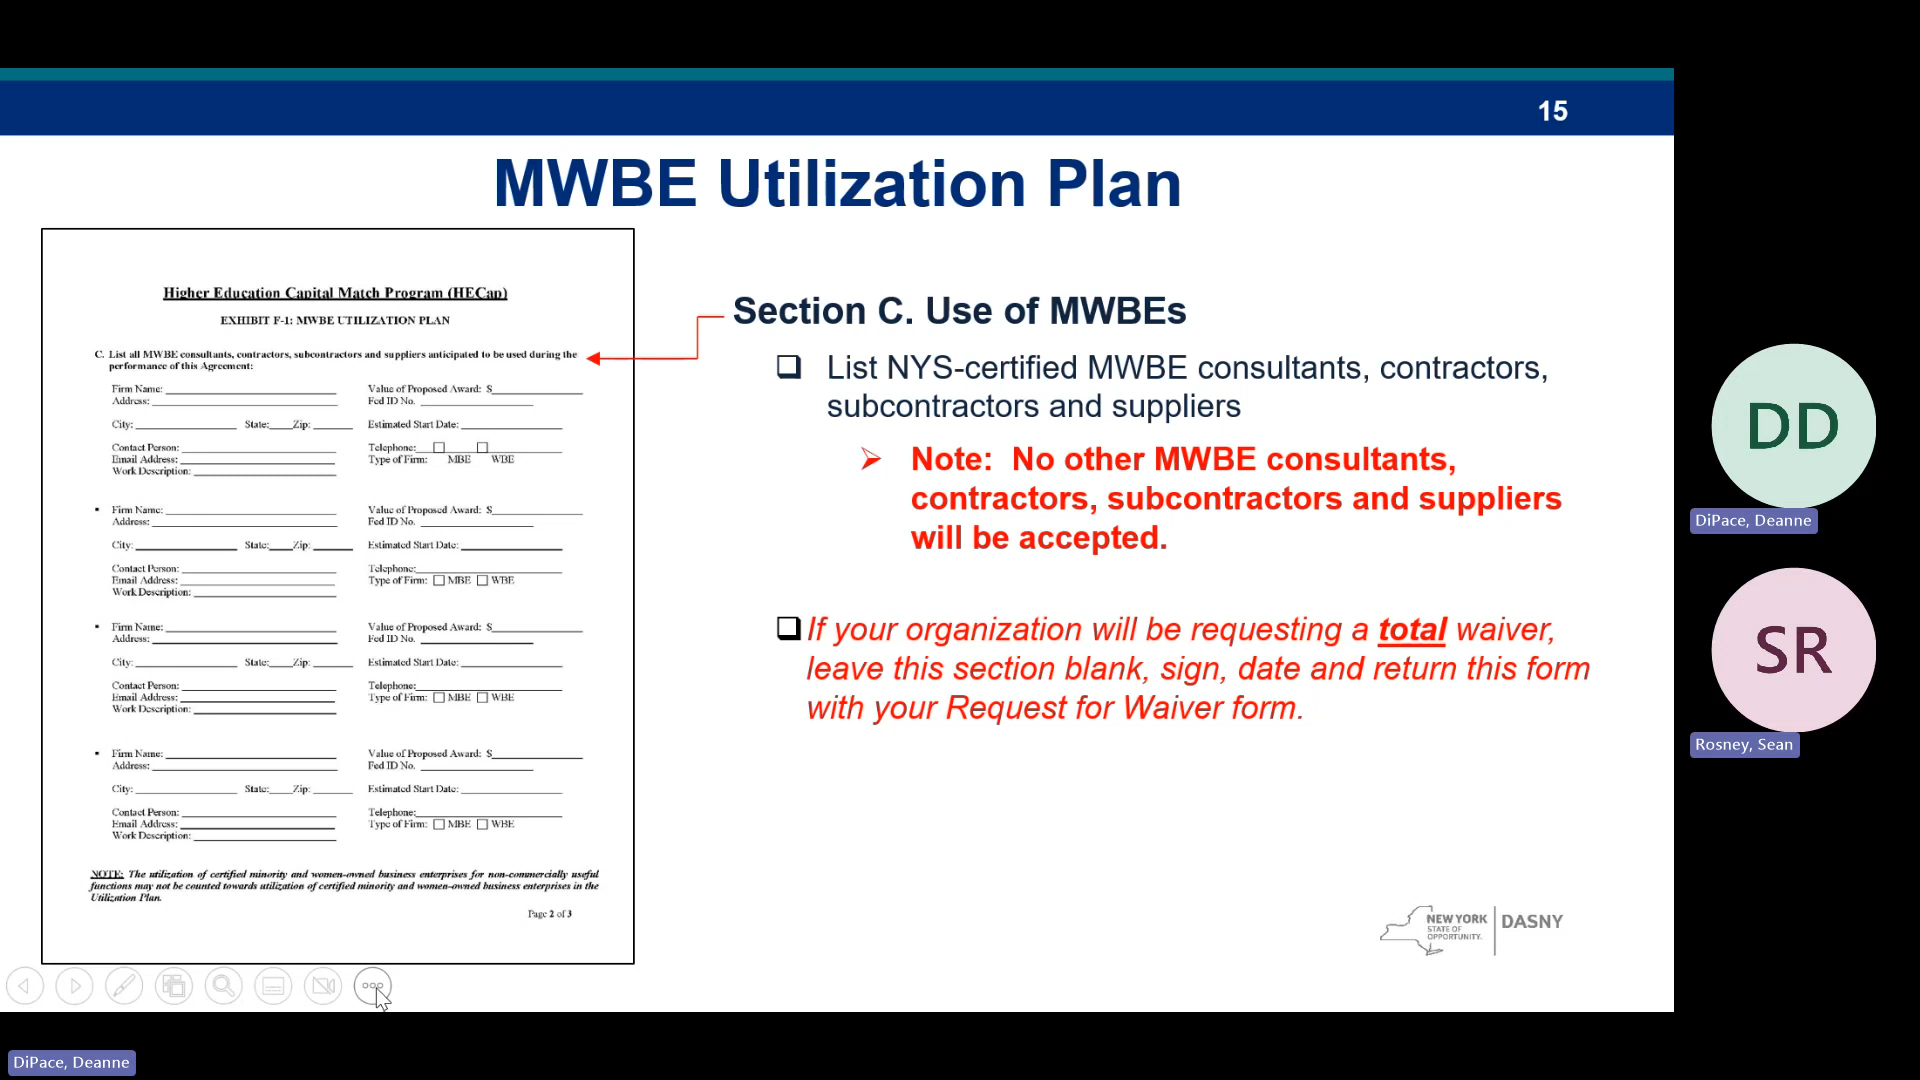 15
MWBE Utilization Plan
Higher Education Capital Match Program (HECap)
EXHIBIT F-1: MWBE UTILIZATION PLAN
C. List all MWBE consultants, contractors, subcontractors and suppliers anticipated to be used during the
performance of this Agreement:
Firm Name: Value of Proposed Award: $
Address: Fed ID No.
City: State: Zip: Estimated Start Date:
Contact Person: Telephone:
Email Address: Type of Firm: MBE WBE
Work Description:
▪ Firm Name: Value of Proposed Award: $
Address: Fed ID No.
City: State: Zip: Estimated Start Date:
Contact Person: Telephone:
Email Address: Type of Firm: MBE WBE
Work Description:
▪ Firm Name: Value of Proposed Award: $
Address: Fed ID No.
City: State: Zip: Estimated Start Date:
Contact Person: Telephone:
Email Address: Type of Firm: MBE WBE
Work Description:
▪ Firm Name: Value of Proposed Award: $
Address: Fed ID No.
City: State: Zip: Estimated Start Date:
Contact Person: Telephone:
Email Address: Type of Firm: MBE WBE
Work Description:
NOTE: The utilization of certified minority and women-owned business enterprises for non-commercially useful
functions may not be counted towards utilization of certified minority and women-owned business enterprises in the
Utilization Plan.
Page 2 of 3
Section C. Use of MWBEs
❑ List NYS-certified MWBE consultants, contractors,
subcontractors and suppliers
➢ Note: No other MWBE consultants,
contractors, subcontractors and suppliers
will be accepted.
❑ If your organization will be requesting a total waiver,
leave this section blank, sign, date and return this form
with your Request for Waiver form.
NEW YORK
STATE OF
OPPORTUNITY.
DASNY
DD
DiPace, Deanne
SR
Rosney, Sean
DiPace, Deanne